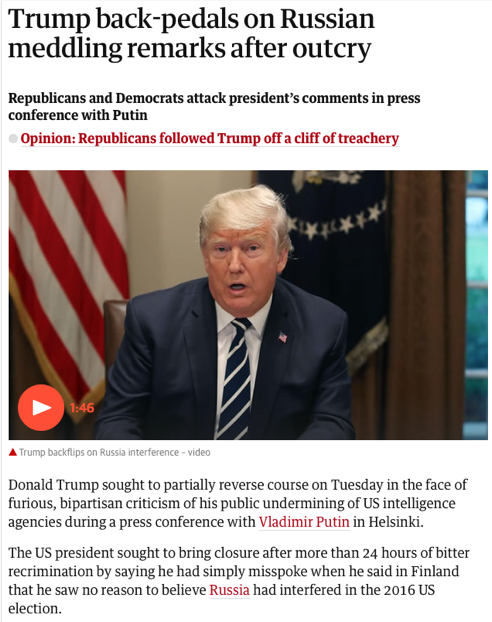 Trump back-pedals on Russian
meddling remarks after outcry
Republicans and Democrats attack president’s comments in press
conference with Putin
Opinion: Republicans followed Trump off a cliff of treachery
1:46
Trump backflips on Russia interference – video
Donald Trump sought to partially reverse course on Tuesday in the face of
furious, bipartisan criticism of his public undermining of US intelligence
agencies during a press conference with Vladimir Putin in Helsinki.
The US president sought to bring closure after more than 24 hours of bitter
recrimination by saying he had simply misspoke when he said in Finland
that he saw no reason to believe Russia had interfered in the 2016 US
election.